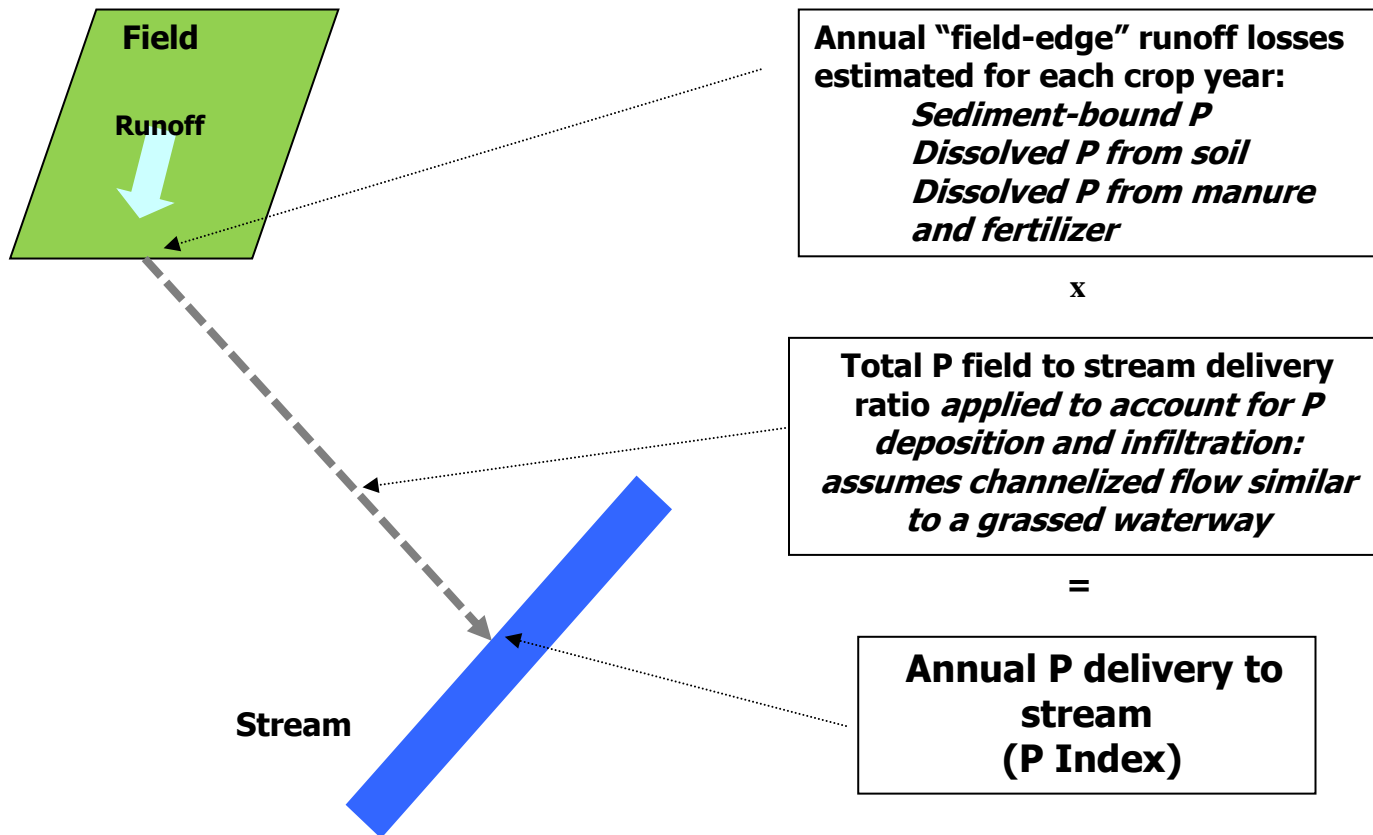 Field
Runoff
Annual “field-edge” runoff losses
estimated for each crop year:
Sediment-bound P
Dissolved P from soil
Dissolved P from manure
and fertilizer
x
Total P field to stream delivery
ratio applied to account for P
deposition and infiltration:
assumes channelized flow similar
to a grassed waterway
=
Annual P delivery to
stream
(P Index)
Stream